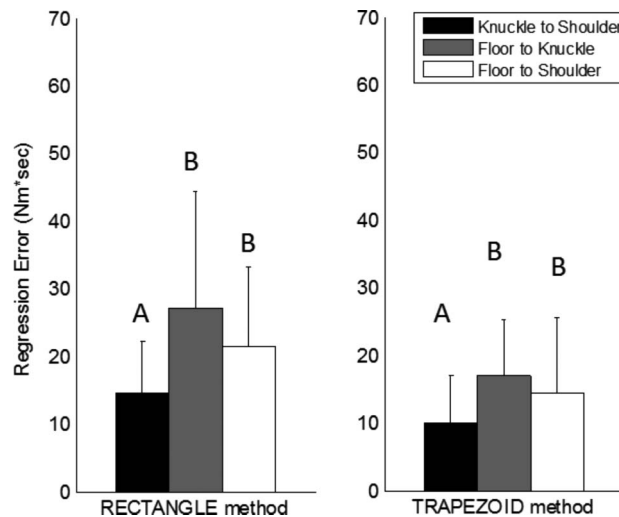 Regression Error (Nm*sec)
70
60
50
40
30
20
10
0
A
B
B
RECTANGLE method
70
60
50
40
30
20
10
0
Knuckle to Shoulder
Floor to Knuckle
Floor to Shoulder
A
B
B
TRAPEZOID method